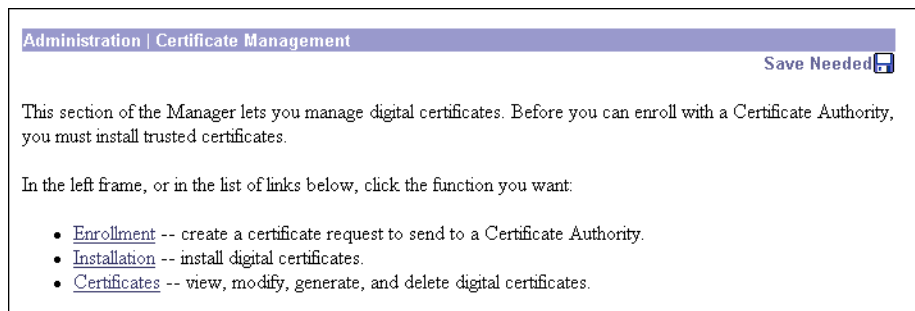 Administration | Certificate Management
Save Needed
This section of the Manager lets you manage digital certificates. Before you can enroll with a Certificate Authority,
you must install trusted certificates.
In the left frame, or in the list of links below, click the function you want:
• Enrollment -- create a certificate request to send to a Certificate Authority.
• Installation -- install digital certificates.
• Certificates -- view, modify, generate, and delete digital certificates.